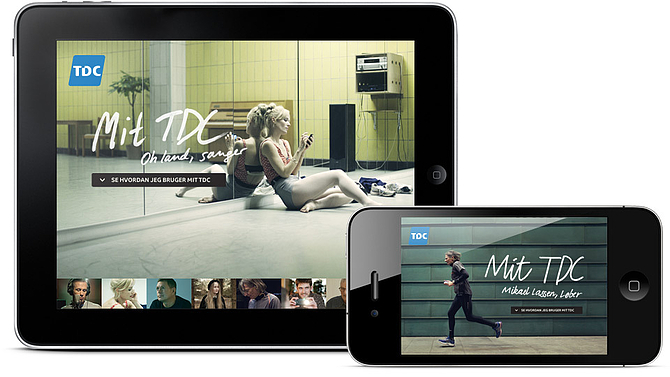 TDC
Mit TDC
Oh land, sanger
SE HVORDAN JEG BRUGER MIT TDC
TDC
Mit TDC
Mikael Lassen, Løber
SE HVORDAN JEG BRUGER MIT TDC